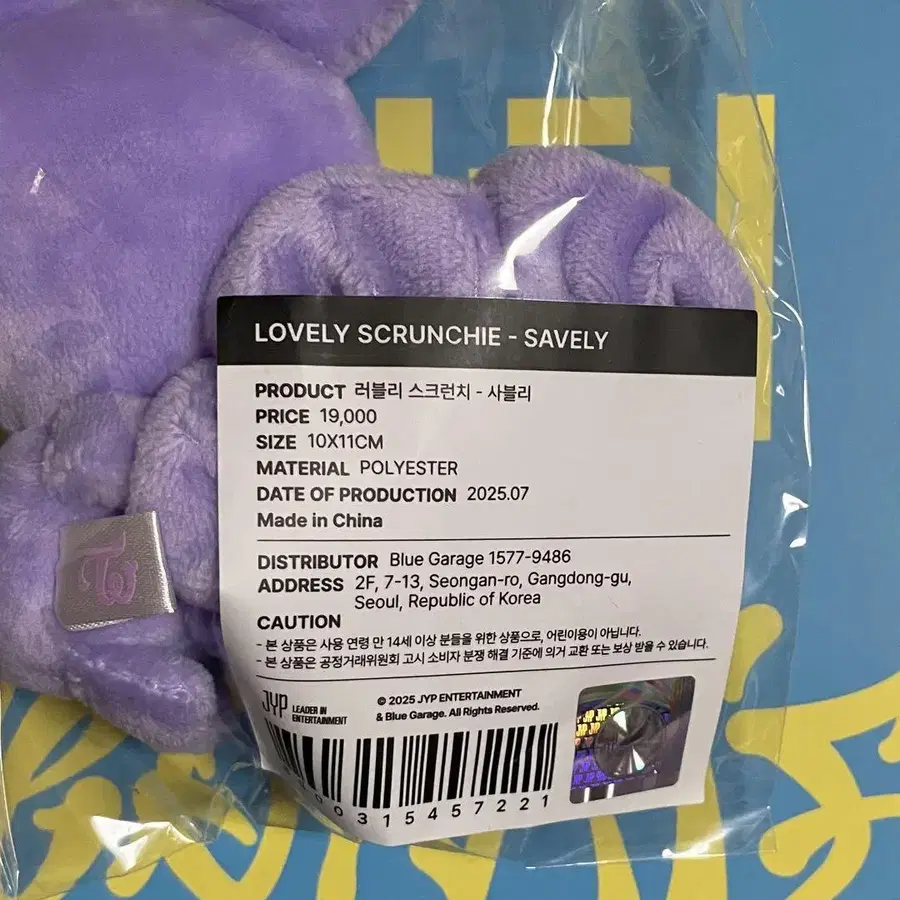 LOVELY SCRUNCHIE - SAVELY
PRODUCT 러블리 스크런치 - 사블리
PRICE 19,000
SIZE 10X11CM
MATERIAL POLYESTER
DATE OF PRODUCTION 2025.07
Made in China
DISTRIBUTOR Blue Garage 1577-9486
ADDRESS 2F, 7-13, Seongan-ro, Gangdong-gu,
Seoul, Republic of Korea
CAUTION
- 본 상품은 사용 연령 만 14세 이상 분들을 위한 상품으로, 어린이용이 아닙니다.
- 본 상품은 공정거래위원회 고시 소비자 분쟁 해결 기준에 의거 교환 또는 보상 받을 수 있습니다.
JYP LEADER IN
ENTERTAINMENT
© 2025 JYP ENTERTAINMENT
& Blue Garage. All Rights Reserved.
0315457221